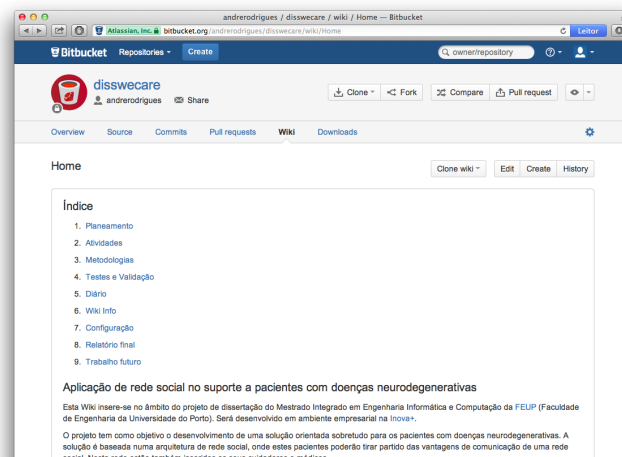 andrerodrigues / disswecare / wiki / Home — Bitbucket
Atlassian, Inc. bitbucket.org/andrerodrigues/disswecare/wiki/Home Leitor
Bitbucket Repositories Create owner/repository
disswecare
andrerodrigues Share
Clone Fork Compare Pull request
Overview Source Commits Pull requests Wiki Downloads
Home Clone wiki Edit Create History
Índice
1. Planeamento
2. Atividades
3. Metodologias
4. Testes e Validação
5. Diário
6. Wiki Info
7. Configuração
8. Relatório final
9. Trabalho futuro
Aplicação de rede social no suporte a pacientes com doenças neurodegenerativas
Esta Wiki insere-se no âmbito do projeto de dissertação do Mestrado Integrado em Engenharia Informática e Computação da FEUP (Faculdade
de Engenharia da Universidade do Porto). Será desenvolvido em ambiente empresarial na Inova+.
O projeto tem como objetivo o desenvolvimento de uma solução orientada sobretudo para os pacientes com doenças neurodegenerativas. A
solução é baseada numa arquitetura de rede social, onde estes pacientes poderão tirar partido das vantagens de comunicação de uma rede